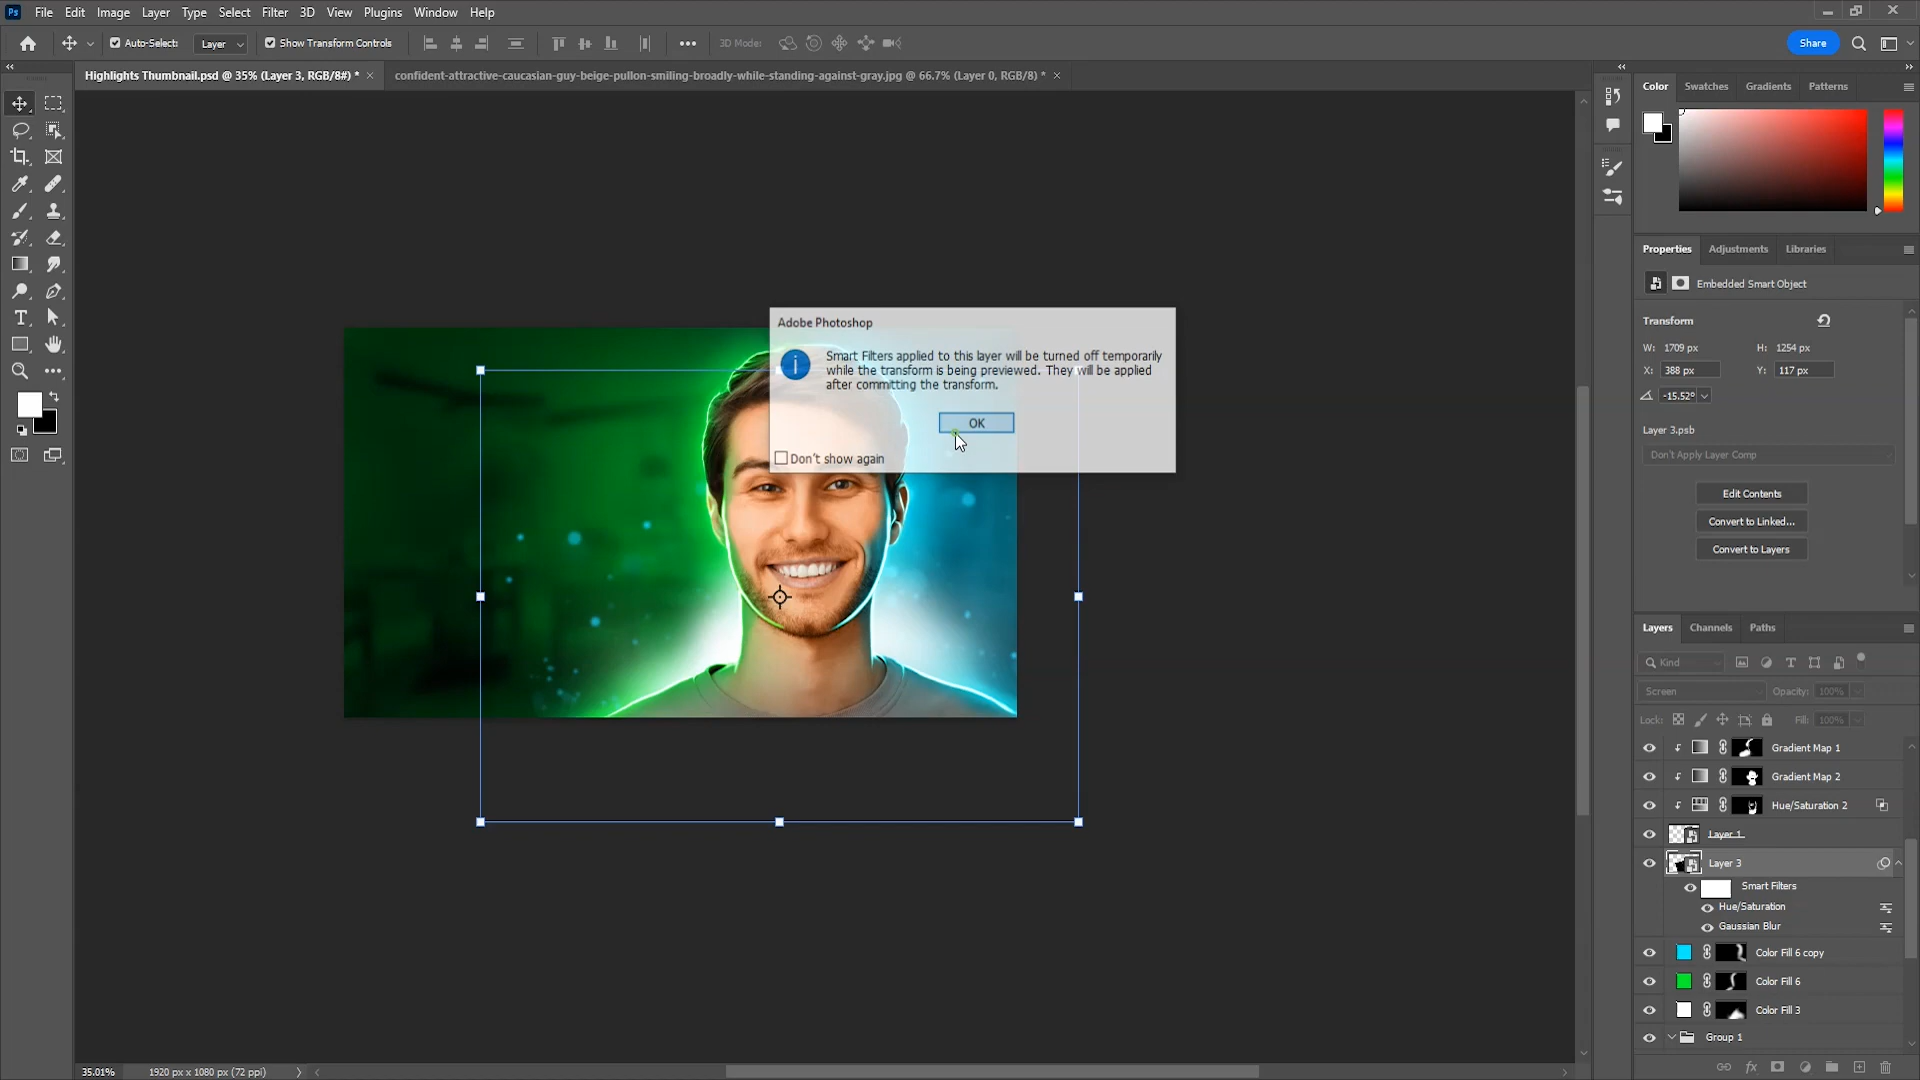 Ps File Edit Image Layer Type Select Filter 3D View Plugins Window Help
Auto-Select: Layer Show Transform Controls 3D Mode: Share
Highlights Thumbnail.psd @ 35% (Layer 3, RGB/8#) * confident-attractive-caucasian-guy-beige-pullon-smiling-broadly-while-standing-against-gray.jpg @ 66.7% (Layer 0, RGB/8) *
Color Swatches Gradients Patterns
Properties Adjustments Libraries
Embedded Smart Object
Transform
W: 1709 px H: 1254 px
X: 388 px Y: 117 px
-15.52°
Layer 3.psb
Don't Apply Layer Comp
Edit Contents
Convert to Linked...
Convert to Layers
Adobe Photoshop
Smart Filters applied to this layer will be turned off temporarily
while the transform is being previewed. They will be applied
after committing the transform.
OK
Don't show again
Layers Channels Paths
Kind
Screen Opacity: 100%
Lock: Fill: 100%
Gradient Map 1
Gradient Map 2
Hue/Saturation 2
Layer 1
Layer 3
Smart Filters
Hue/Saturation
Gaussian Blur
Color Fill 6 copy
Color Fill 6
Color Fill 3
Group 1
35.01% 1920 px x 1080 px (72 ppi)